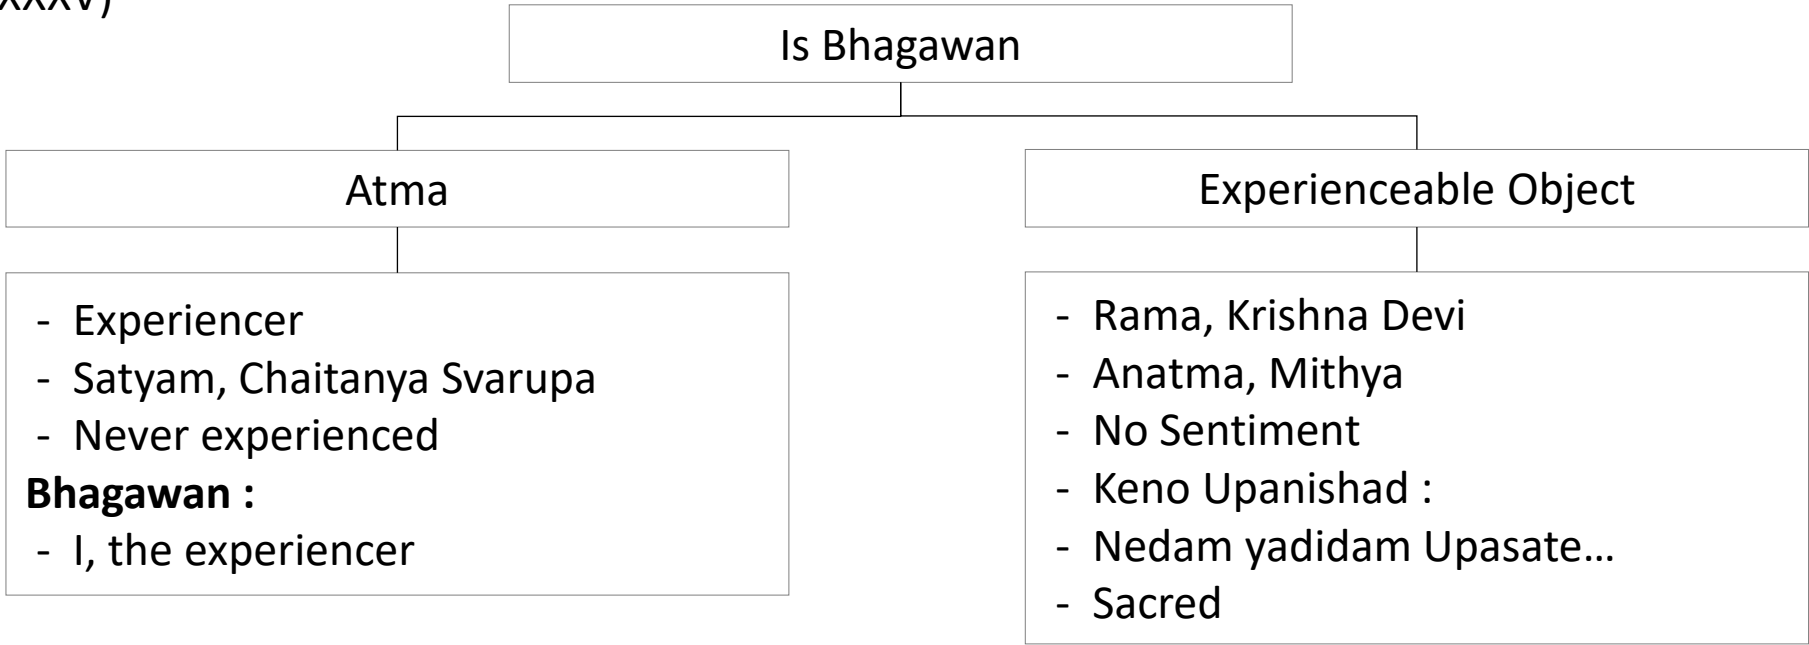 XXXV)
Is Bhagawan
Atma
Experienceable Object
- Experiencer
- Satyam, Chaitanya Svarupa
- Never experienced
Bhagawan :
- I, the experiencer
- Rama, Krishna Devi
- Anatma, Mithya
- No Sentiment
- Keno Upanishad :
- Nedam yadidam Upasate…
- Sacred